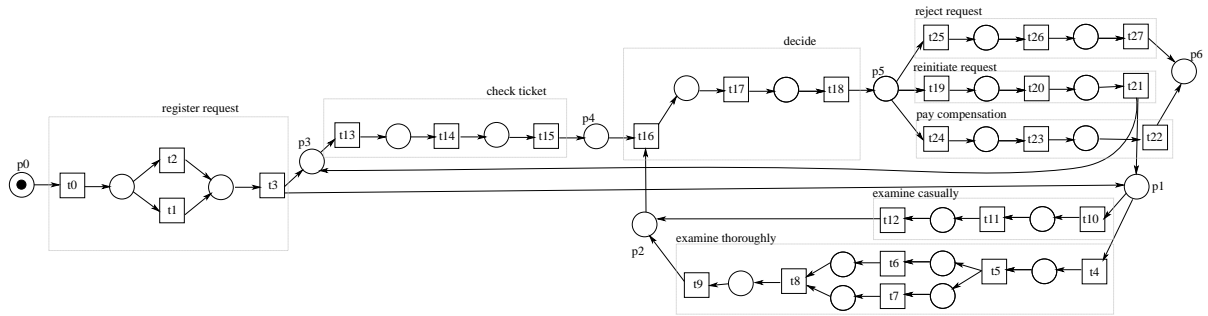 reject request
t25
t26
t27
decide
p6
p5
reinitiate request
t19
t20
t21
t17
t18
check ticket
register request
pay compensation
p4
t13
t14
t15
t16
t24
t23
t22
p3
t2
p0
t0
t3
t1
p1
examine casually
t12
t11
t10
p2
examine thoroughly
t6
t5
t4
t9
t8
t7